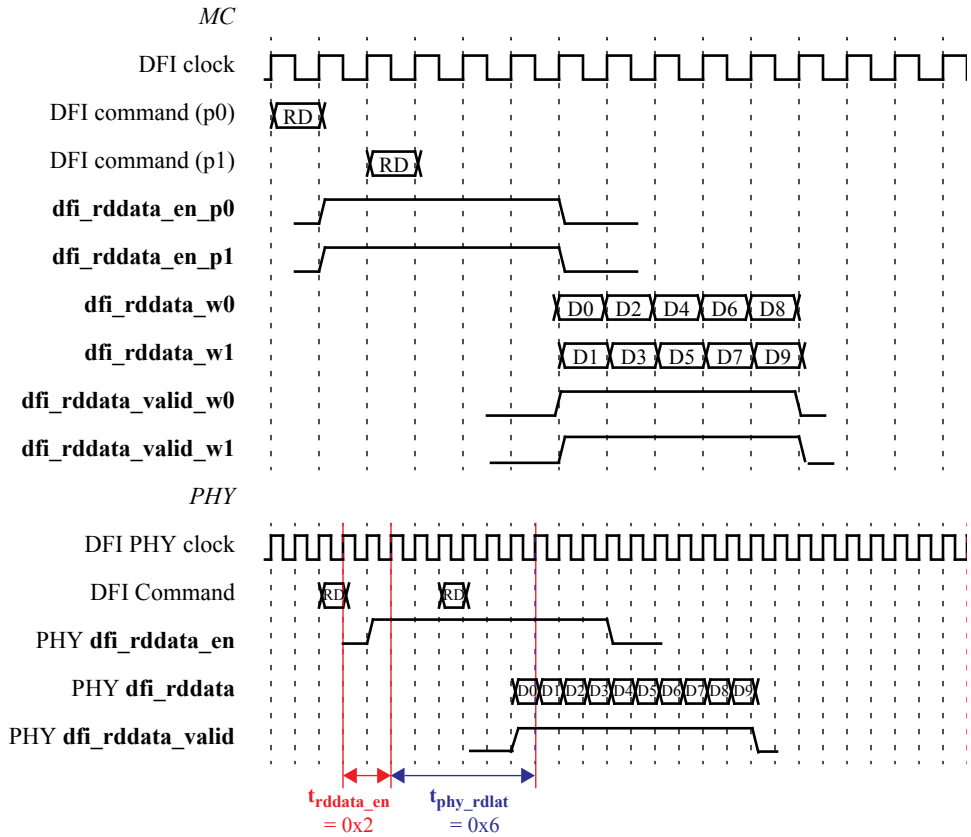 MC
DFI clock
DFI command (p0) RD
DFI command (p1) RD
dfi_rddata_en_p0
dfi_rddata_en_p1
dfi_rddata_w0 D0 D2 D4 D6 D8
dfi_rddata_w1 D1 D3 D5 D7 D9
dfi_rddata_valid_w0
dfi_rddata_valid_w1
PHY
DFI PHY clock
DFI Command RD RD
PHY dfi_rddata_en
PHY dfi_rddata D0 D1 D2 D3 D4 D5 D6 D7 D8 D9
PHY dfi_rddata_valid
trddata_en tphy_rdlat
= 0x2 = 0x6